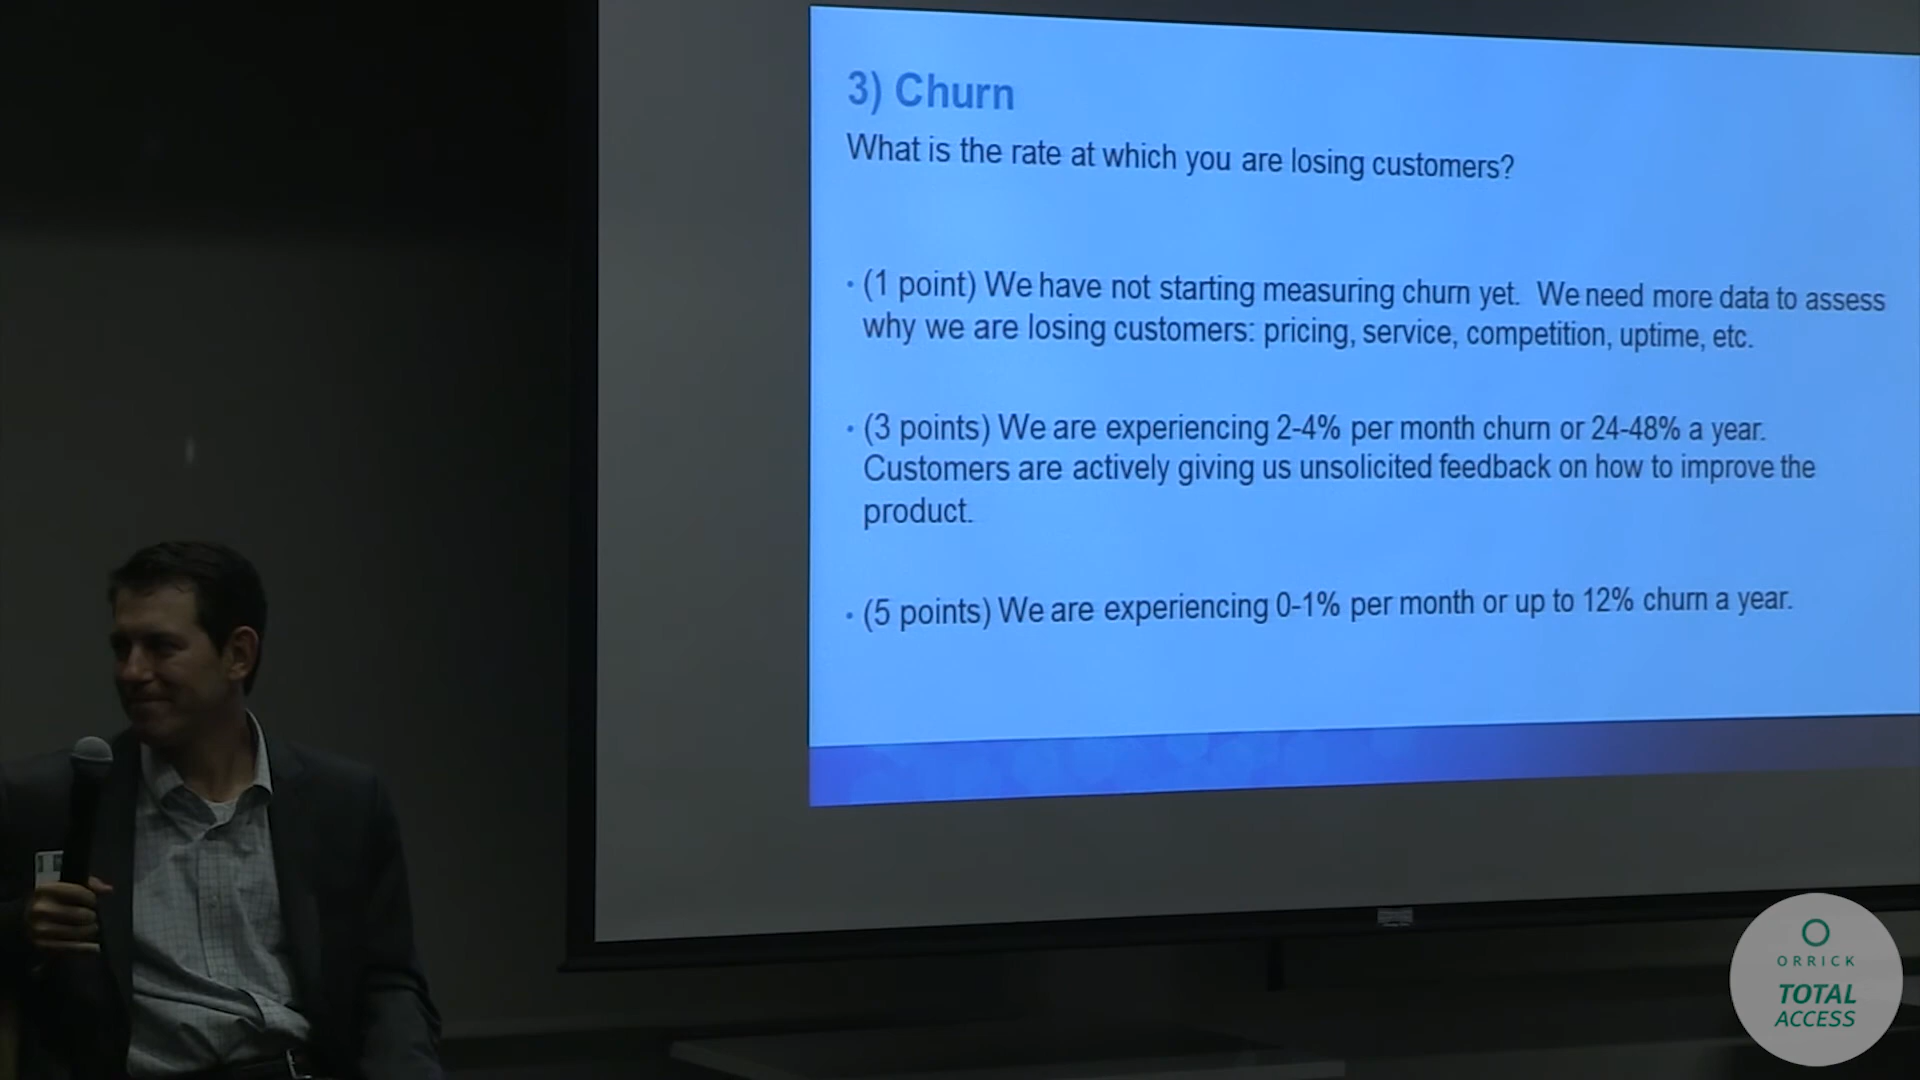 3) Churn
What is the rate at which you are losing customers?
• (1 point) We have not starting measuring churn yet. We need more data to assess
why we are losing customers: pricing, service, competition, uptime, etc.
• (3 points) We are experiencing 2-4% per month churn or 24-48% a year.
Customers are actively giving us unsolicited feedback on how to improve the
product.
• (5 points) We are experiencing 0-1% per month or up to 12% churn a year.
ORRICK
TOTAL
ACCESS